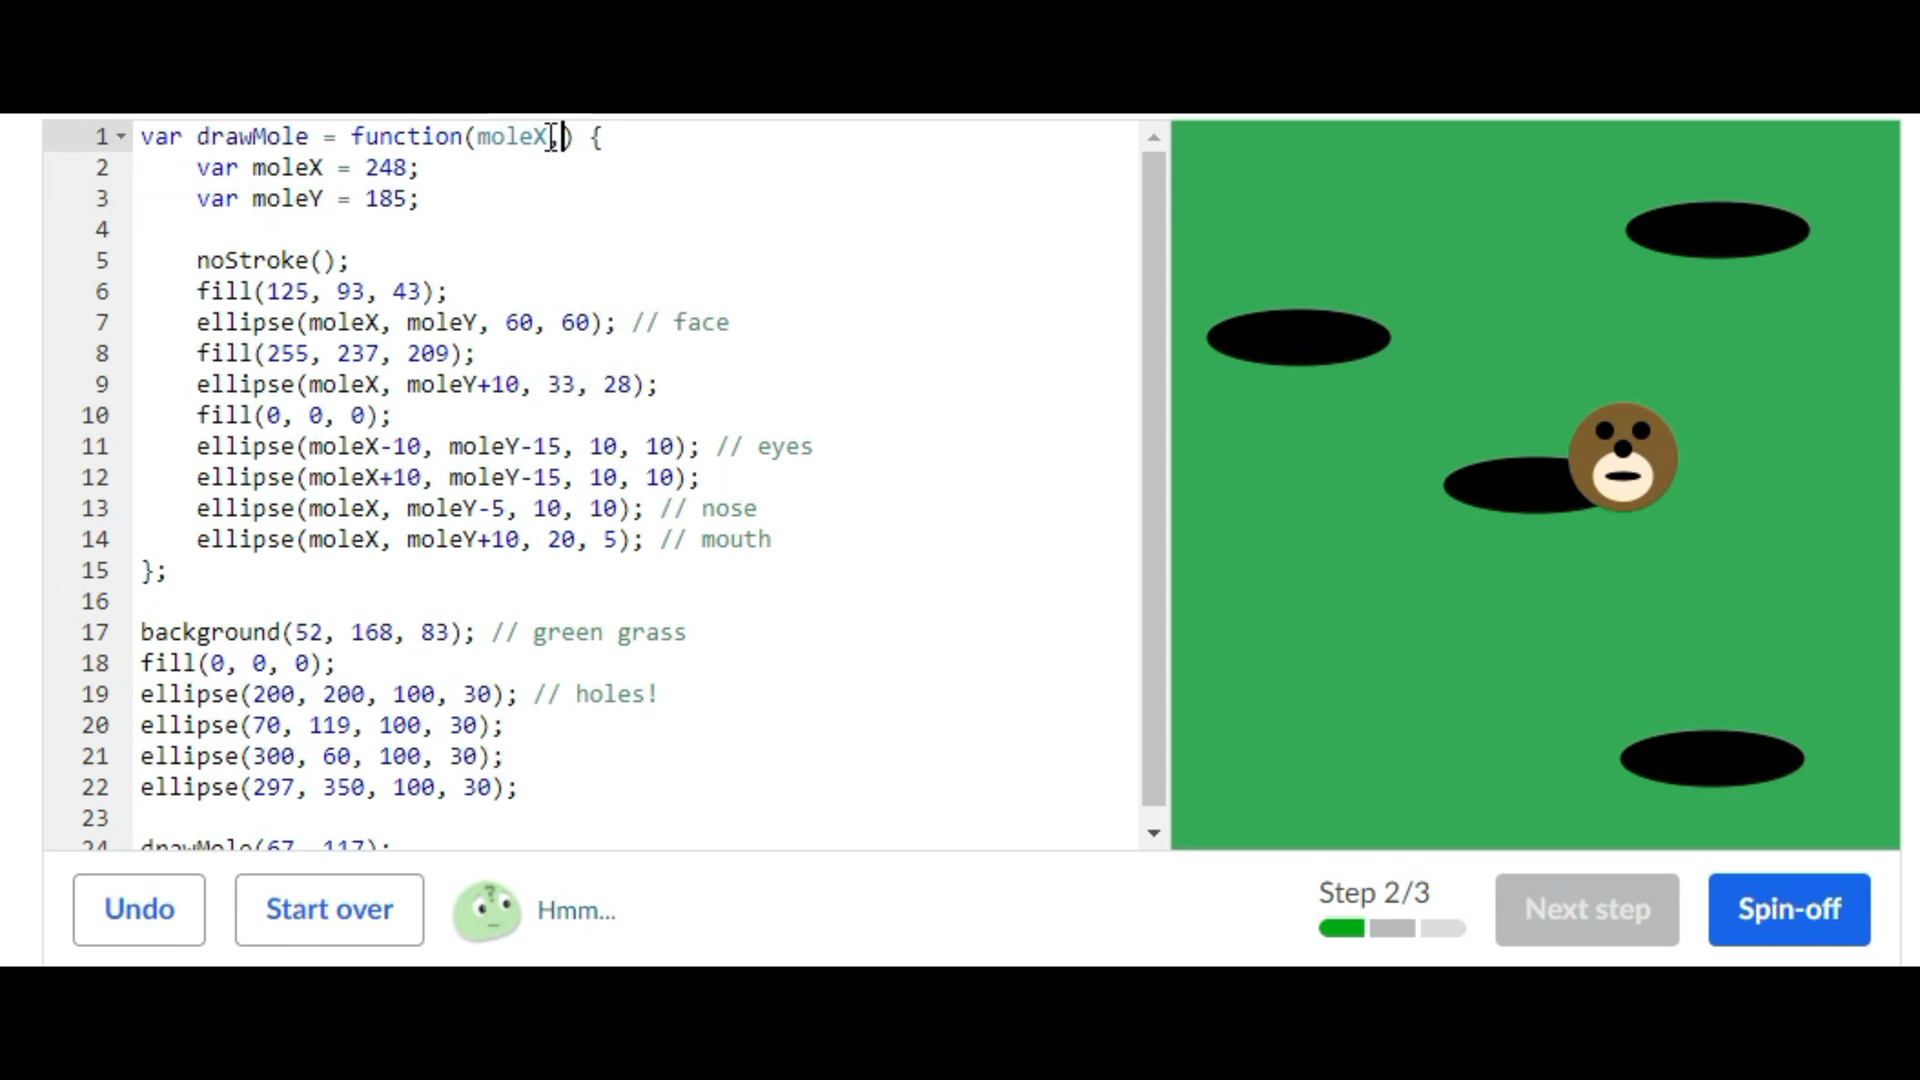 1 var drawMole = function(moleX,) {
2 var moleX = 248;
3 var moleY = 185;
4
5 noStroke();
6 fill(125, 93, 43);
7 ellipse(moleX, moleY, 60, 60); // face
8 fill(255, 237, 209);
9 ellipse(moleX, moleY+10, 33, 28);
10 fill(0, 0, 0);
11 ellipse(moleX-10, moleY-15, 10, 10); // eyes
12 ellipse(moleX+10, moleY-15, 10, 10);
13 ellipse(moleX, moleY-5, 10, 10); // nose
14 ellipse(moleX, moleY+10, 20, 5); // mouth
15 };
16
17 background(52, 168, 83); // green grass
18 fill(0, 0, 0);
19 ellipse(200, 200, 100, 30); // holes!
20 ellipse(70, 119, 100, 30);
21 ellipse(300, 60, 100, 30);
22 ellipse(297, 350, 100, 30);
23
24 drawMole(67, 117);
Undo
Start over
?
Hmm...
Step 2/3
Next step
Spin-off